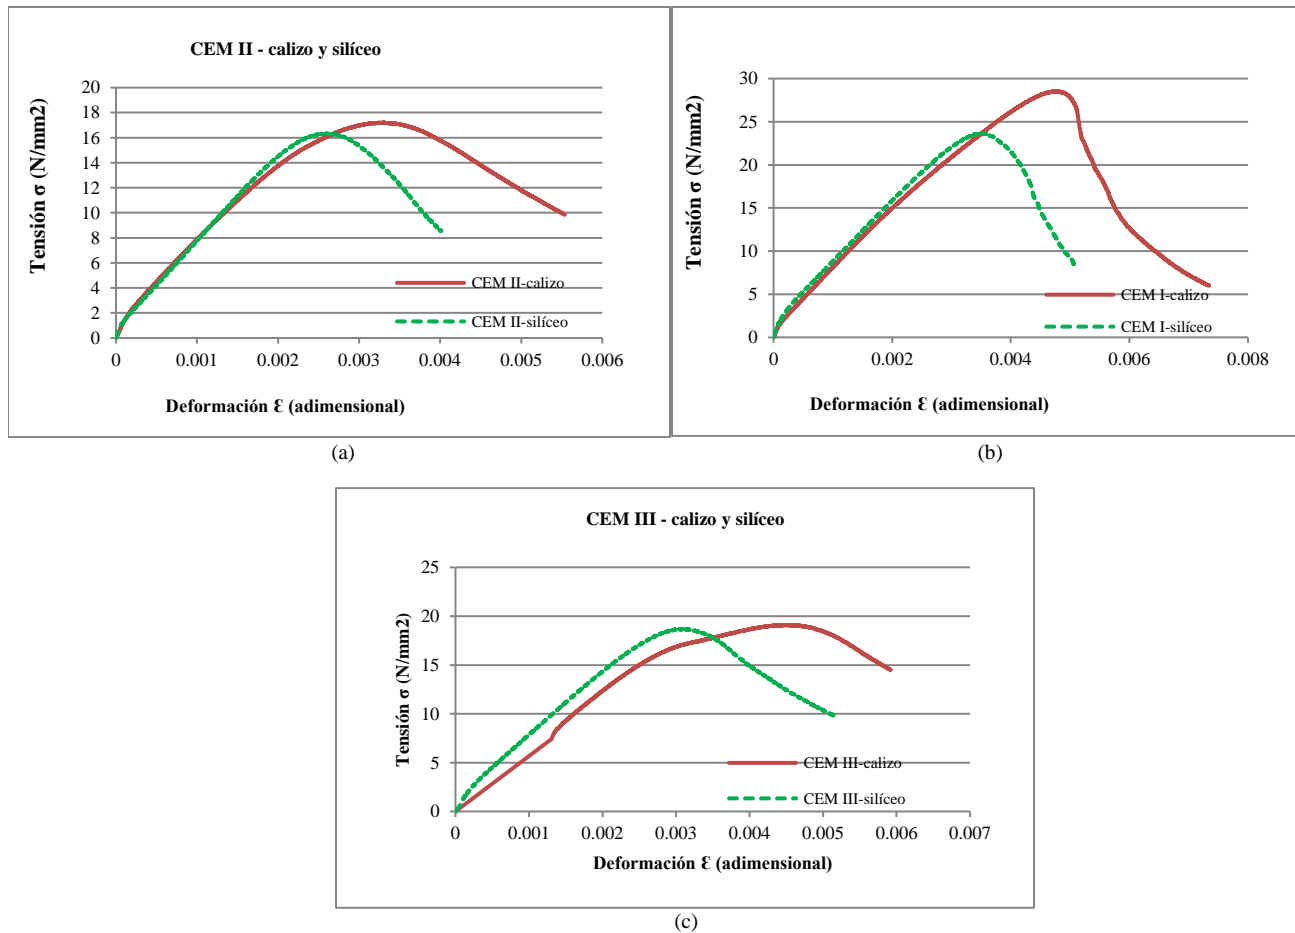 CEM II - calizo y silíceo
Tensión σ (N/mm2)
20
18
16
14
12
10
8
6
4
2
0
CEM II-calizo
CEM II-silíceo
0 0.001 0.002 0.003 0.004 0.005 0.006
Deformación Ɛ (adimensional)
(a)
Tensión σ (N/mm2)
30
25
20
15
10
5
0
CEM I-calizo
CEM I-silíceo
0 0.002 0.004 0.006 0.008
Deformación Ɛ (adimensional)
(b)
CEM III - calizo y silíceo
Tensión σ (N/mm2)
25
20
15
10
5
0
CEM III-calizo
CEM III-silíceo
0 0.001 0.002 0.003 0.004 0.005 0.006 0.007
Deformación Ɛ (adimensional)
(c)